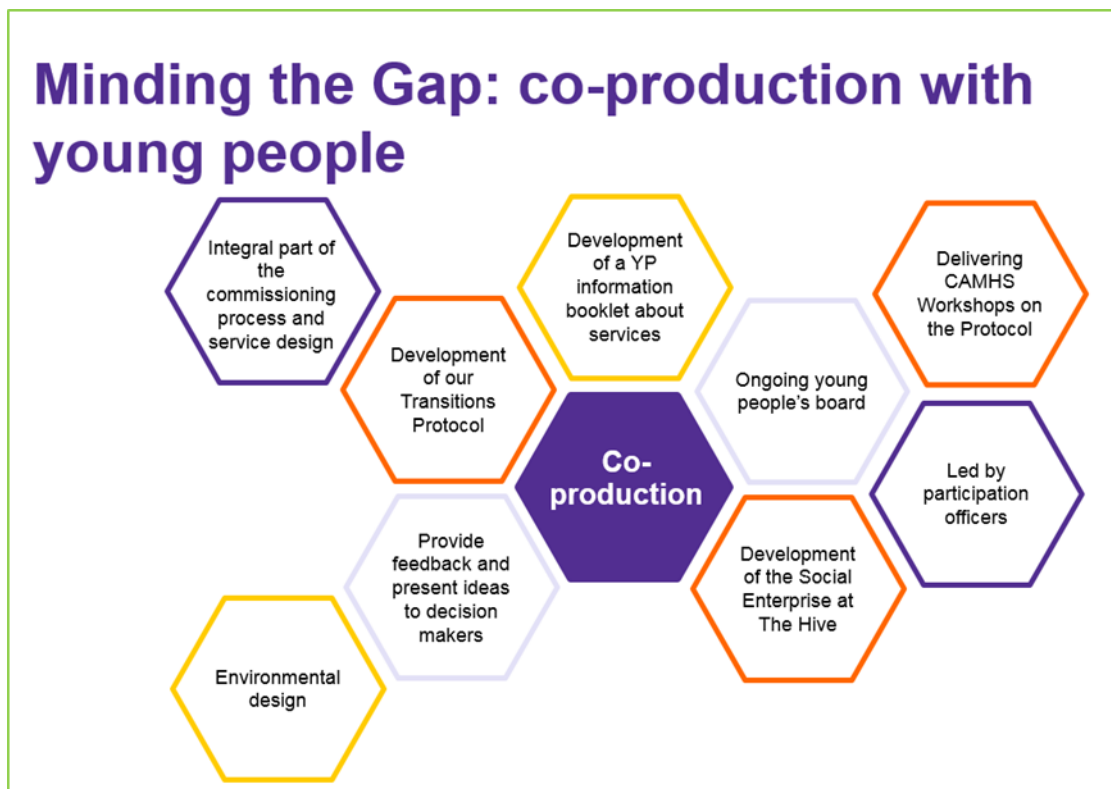 Minding the Gap: co-production with
young people
Integral part of
the
commissioning
process and
service design
Development
of our
Transitions
Protocol
Development
of a YP
information
booklet about
services
Ongoing young
people's board
Delivering
CAMHS
Workshops on
the Protocol
Co-
production
Led by
participation
officers
Provide
feedback and
present ideas
to decision
makers
Development
of the Social
Enterprise at
The Hive
Environmental
design